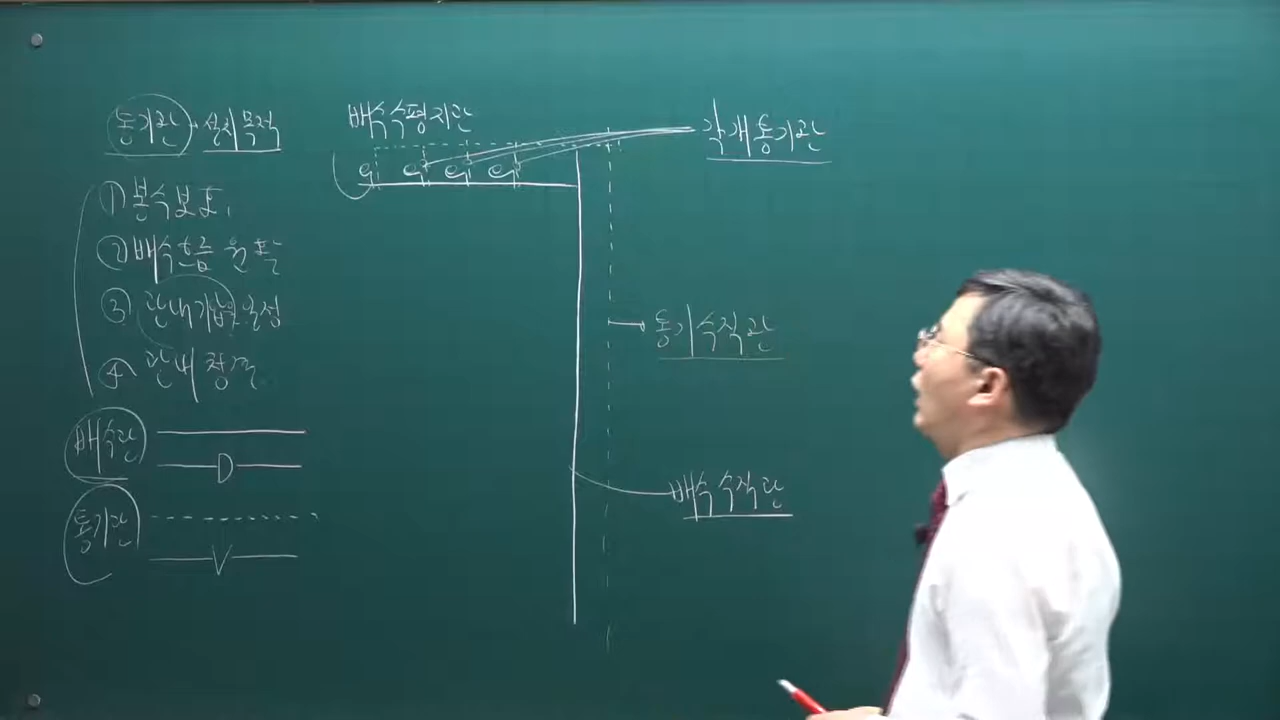 통기관 → 설치목적
① 봉수보호,
② 배수흐름 원활
③ 관내기압 일정
④ 관내 청결
배수관
D
통기관
V
배수수평지관
각개통기관
통기수직관
배수수직관